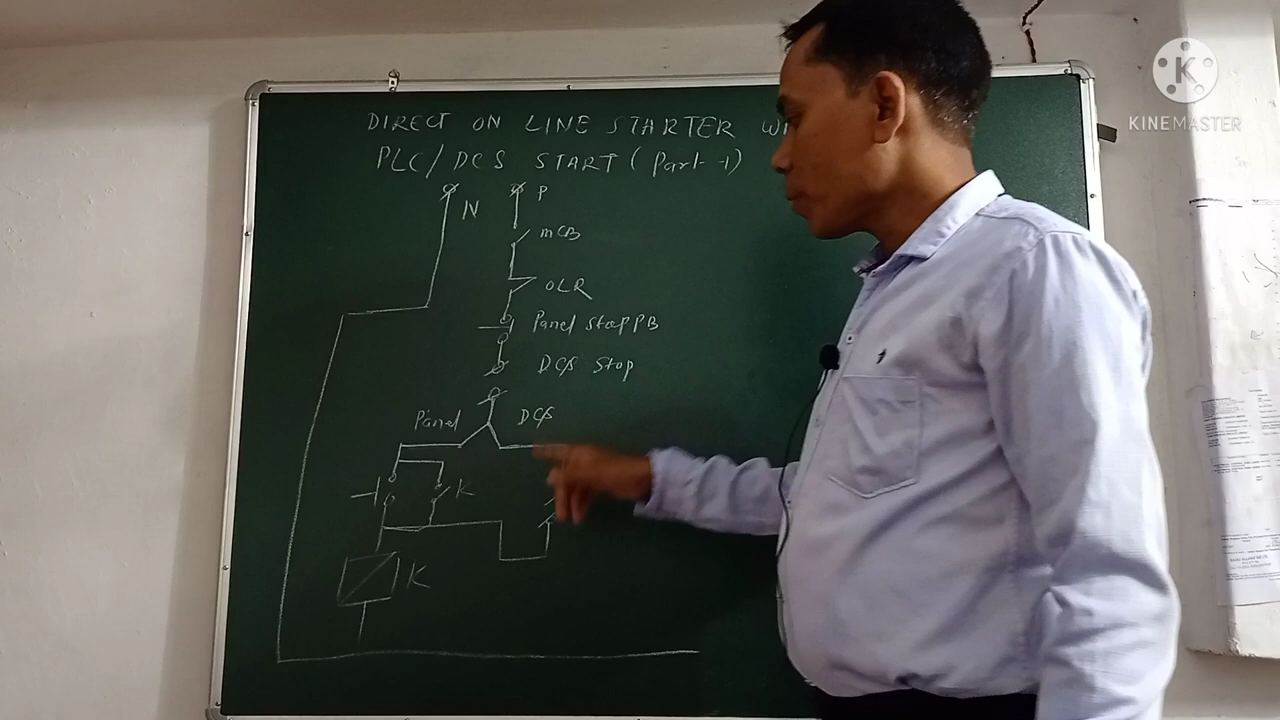 DIRECT ON LINE STARTER WI
PLC/DCS START (Part-1)
N
P
MCB
OLR
Panel Stop PB
DCS Stop
Panel
DCS
K
K
K
KINEMASTER